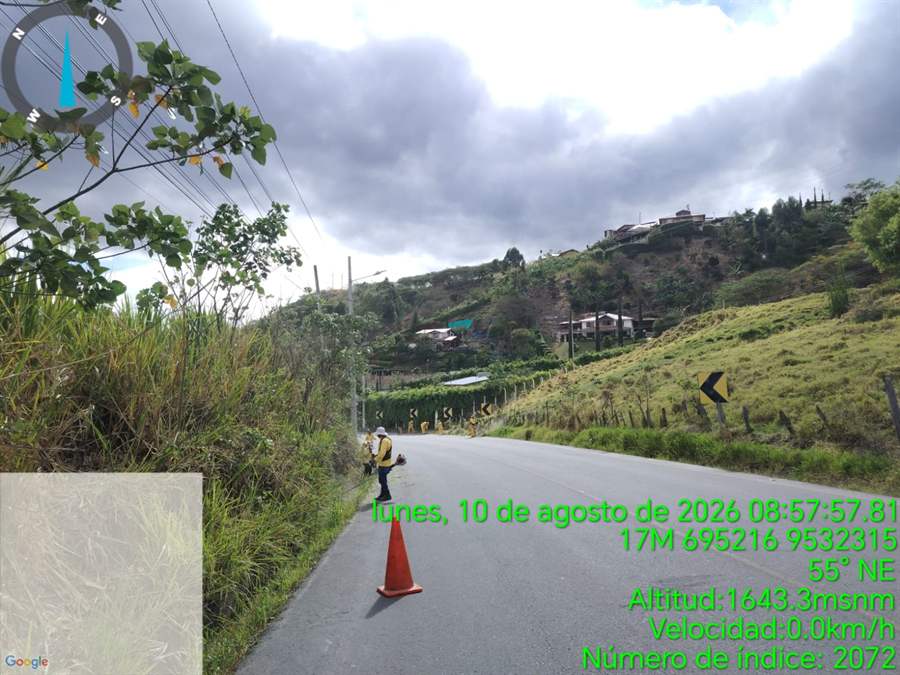 N
E
S
W
lunes, 10 de agosto de 2026 08:57:57.81
17M 695216 9532315
55° NE
Altitud:1643.3msnm
Velocidad:0.0km/h
Número de índice: 2072
Google